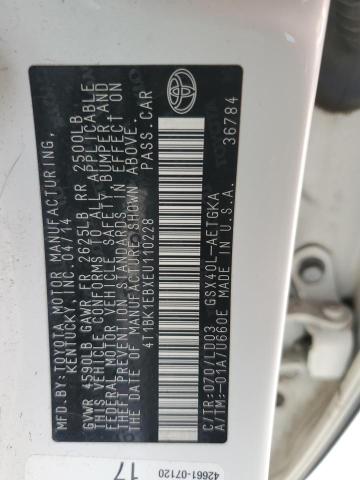 MFD.BY:TOYOTA MOTOR MANUFACTURING,
KENTUCKY, INC. 04/14
GVWR 4590LB GAWR FR 2625LB RR 2500LB
THIS VEHICLE CONFORMS TO ALL APPLICABLE
FEDERAL MOTOR VEHICLE SAFETY, BUMPER, AND
THEFT PREVENTION STANDARDS IN EFFECT ON
THE DATE OF MANUFACTURE SHOWN ABOVE.
4T1BK1EBXEU110228 PASS.CAR
C/TR:070/LD03 GSX40L-AETGKA
A/TM:-01A/U660E MADE IN U.S.A.
36784
TOYOTA
42661-07120
17